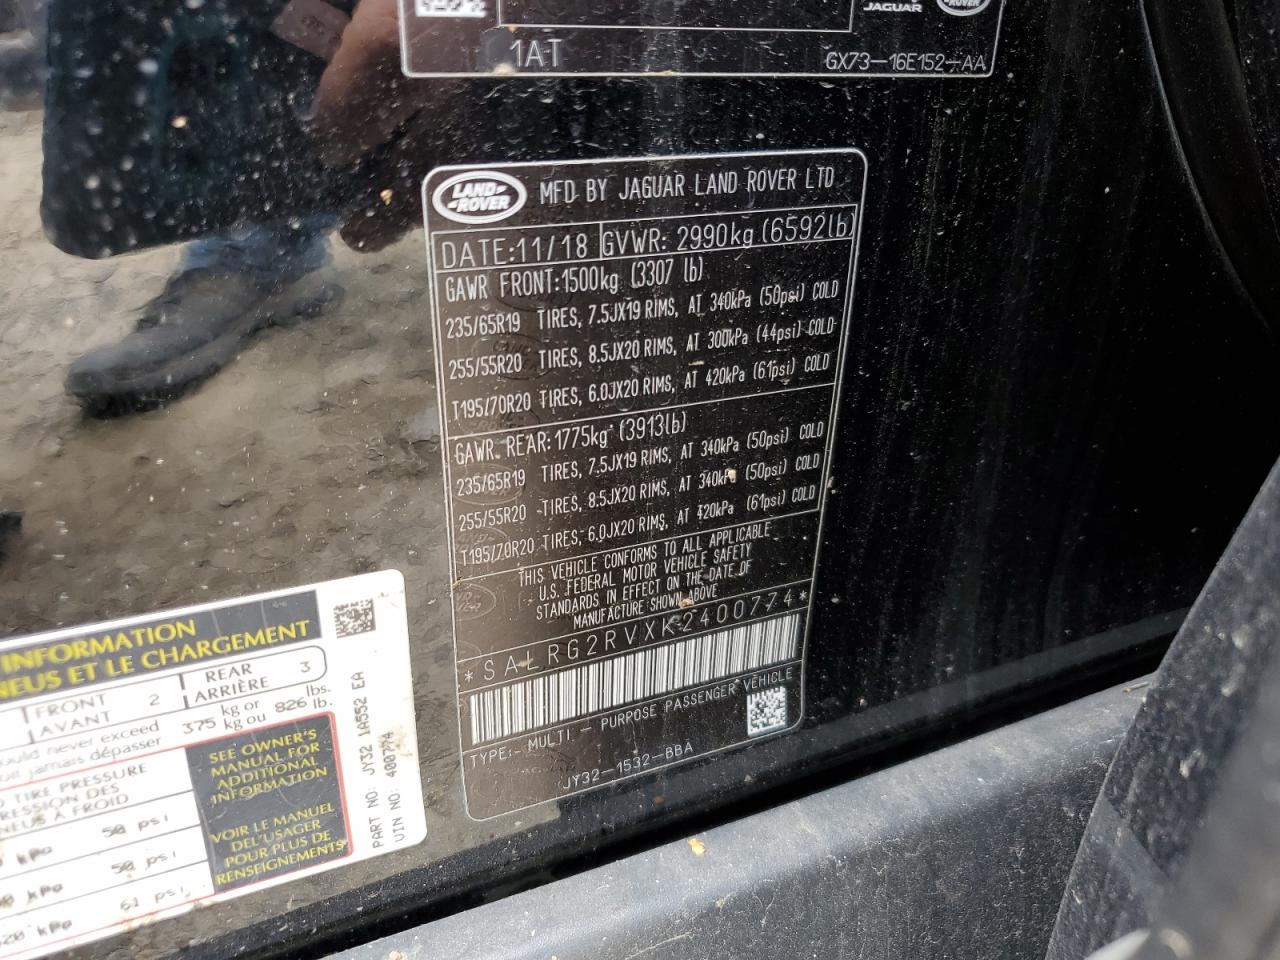 JAGUAR
ROVER
1AT
GX73-16E152-AA
LAND ROVER
MFD BY JAGUAR LAND ROVER LTD
DATE:11/18 GVWR: 2990kg (6592lb)
GAWR FRONT:1500kg (3307 lb)
235/65R19 TIRES, 7.5JX19 RIMS, AT 340kPa (50psi) COLD
255/55R20 TIRES, 8.5JX20 RIMS, AT 300kPa (44psi) COLD
T195/70R20 TIRES, 6.0JX20 RIMS, AT 420kPa (61psi) COLD
GAWR REAR:1775kg (3913lb)
235/65R19 TIRES, 7.5JX19 RIMS, AT 340kPa (50psi) COLD
255/55R20 TIRES, 8.5JX20 RIMS, AT 340kPa (50psi) COLD
T195/70R20 TIRES, 6.0JX20 RIMS, AT 420kPa (61psi) COLD
THIS VEHICLE CONFORMS TO ALL APPLICABLE
U.S. FEDERAL MOTOR VEHICLE SAFETY
STANDARDS IN EFFECT ON THE DATE OF
MANUFACTURE SHOWN ABOVE
*SALRG2RVXK2400774*
TYPE:- MULTI - PURPOSE PASSENGER VEHICLE
JY32-1532-BBA
INFORMATION
NEUS ET LE CHARGEMENT
FRONT 2 REAR 3
AVANT ARRIÈRE
never exceed 375 kg or 826 lbs.
jamais dépasser kg ou lb.
TIRE PRESSURE
DES
À FROID
kPa 50 psi
kPa 50 psi
kPa 61 psi
SEE OWNER'S
MANUAL FOR
ADDITIONAL
INFORMATION
VOIR LE MANUEL
DEL'USAGER
POUR PLUS DE
RENSEIGNEMENTS
PART NO: JY32 1A552 EA
VIN NO: 400774